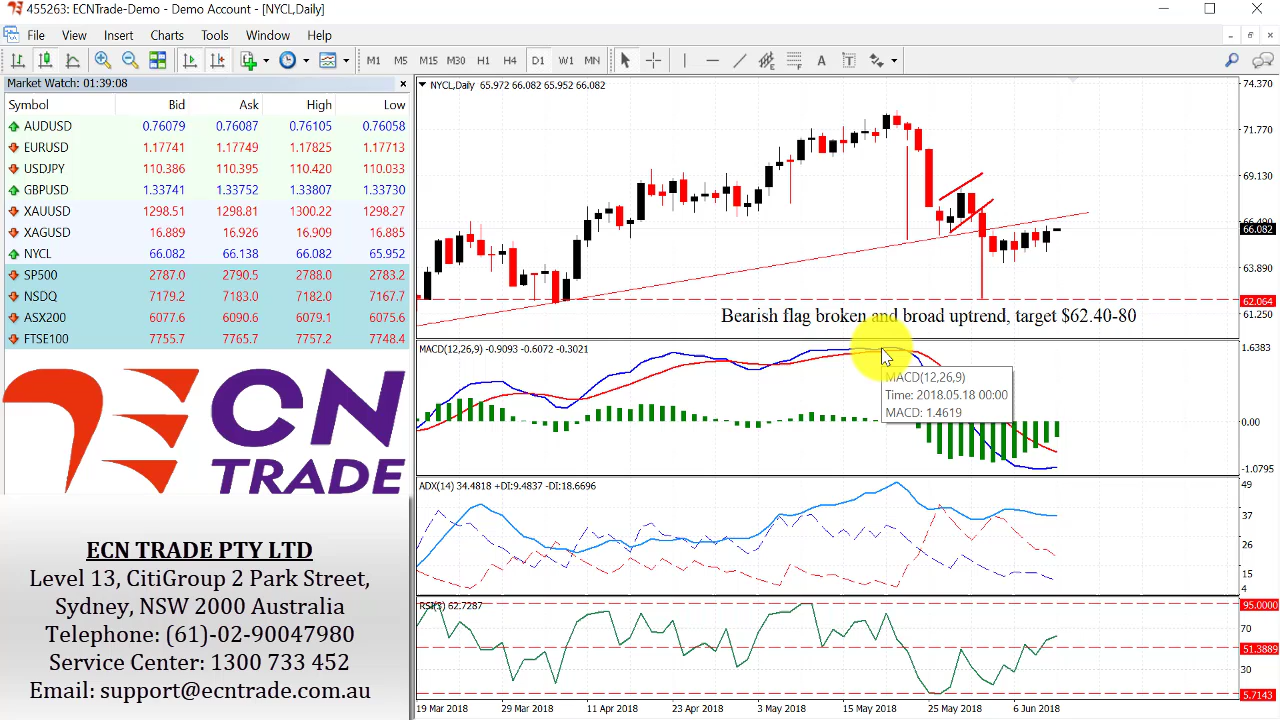 455263: ECNTrade-Demo - Demo Account - [NYCL,Daily]
File View Insert Charts Tools Window Help
M1 M5 M15 M30 H1 H4 D1 W1 MN
Market Watch: 01:39:08
Symbol Bid Ask High Low
AUDUSD 0.76079 0.76087 0.76105 0.76058
EURUSD 1.17741 1.17749 1.17825 1.17713
USDJPY 110.386 110.395 110.420 110.033
GBPUSD 1.33741 1.33752 1.33807 1.33730
XAUUSD 1298.51 1298.81 1300.22 1298.27
XAGUSD 16.889 16.926 16.909 16.885
NYCL 66.082 66.138 66.082 65.952
SP500 2787.0 2790.5 2788.0 2783.2
NSDQ 7179.2 7183.0 7182.0 7167.7
ASX200 6077.6 6090.6 6079.1 6075.6
FTSE100 7755.7 7765.7 7757.2 7748.4
ECN
TRADE
ECN TRADE PTY LTD
Level 13, CitiGroup 2 Park Street,
Sydney, NSW 2000 Australia
Telephone: (61)-02-90047980
Service Center: 1300 733 452
Email: support@ecntrade.com.au
NYCL,Daily 65.972 66.082 65.952 66.082
74.370
71.770
69.130
66.490
66.082
63.890
62.064
61.250
Bearish flag broken and broad uptrend, target $62.40-80
MACD(12,26,9) -0.9093 -0.6072 -0.3021
1.6383
0.00
-1.0795
MACD(12,26,9)
Time: 2018.05.18 00:00
MACD: 1.4619
ADX(14) 34.4818 +DI:9.4837 -DI:18.6696
49
37
26
15
4
RSI(3) 62.7287
95.0000
70
51.3889
30
5.7143
19 Mar 2018 30 Mar 2018 11 Apr 2018 23 Apr 2018 3 May 2018 15 May 2018 25 May 2018 6 Jun 2018